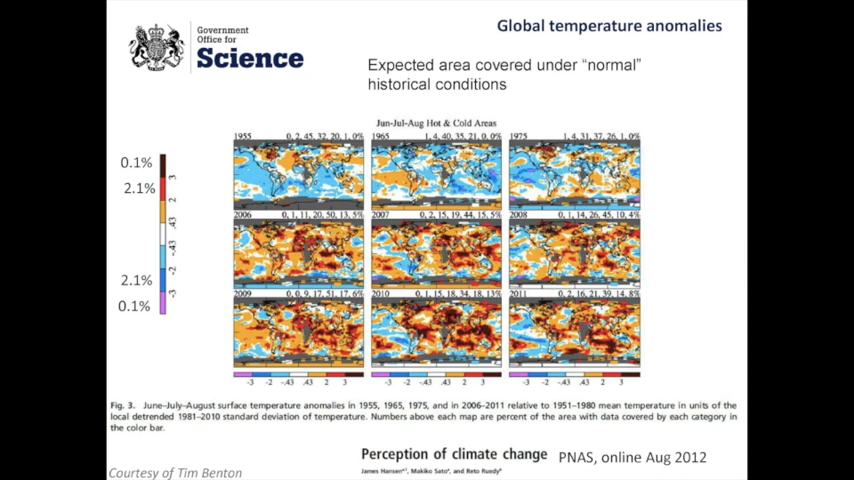 Government
Office for
Science
Global temperature anomalies
Expected area covered under “normal”
historical conditions
Jun-Jul-Aug Hot & Cold Areas
1955 0, 2, 45, 32, 20, 1, 0%
1965 1, 4, 40, 35, 21, 0, 0%
1975 1, 4, 31, 37, 26, 1, 0%
0.1%
2.1%
3
2
.43
-.43
-2
-3
2.1%
0.1%
2006 0, 1, 11, 20, 50, 13, 5%
2007 0, 2, 15, 19, 44, 15, 5%
2008 0, 1, 14, 26, 45, 10, 4%
2009 0, 0, 9, 17, 51, 17, 6%
2010 0, 1, 15, 18, 34, 18, 13%
2011 0, 2, 16, 21, 39, 14, 8%
-3 -2 -.43 .43 2 3
-3 -2 -.43 .43 2 3
-3 -2 -.43 .43 2 3
Fig. 3. June–July–August surface temperature anomalies in 1955, 1965, 1975, and in 2006–2011 relative to 1951–1980 mean temperature in units of the
local detrended 1981–2010 standard deviation of temperature. Numbers above each map are percent of the area with data covered by each category in
the color bar.
Perception of climate change PNAS, online Aug 2012
James Hansen, Makiko Sato, and Reto Ruedy
Courtesy of Tim Benton